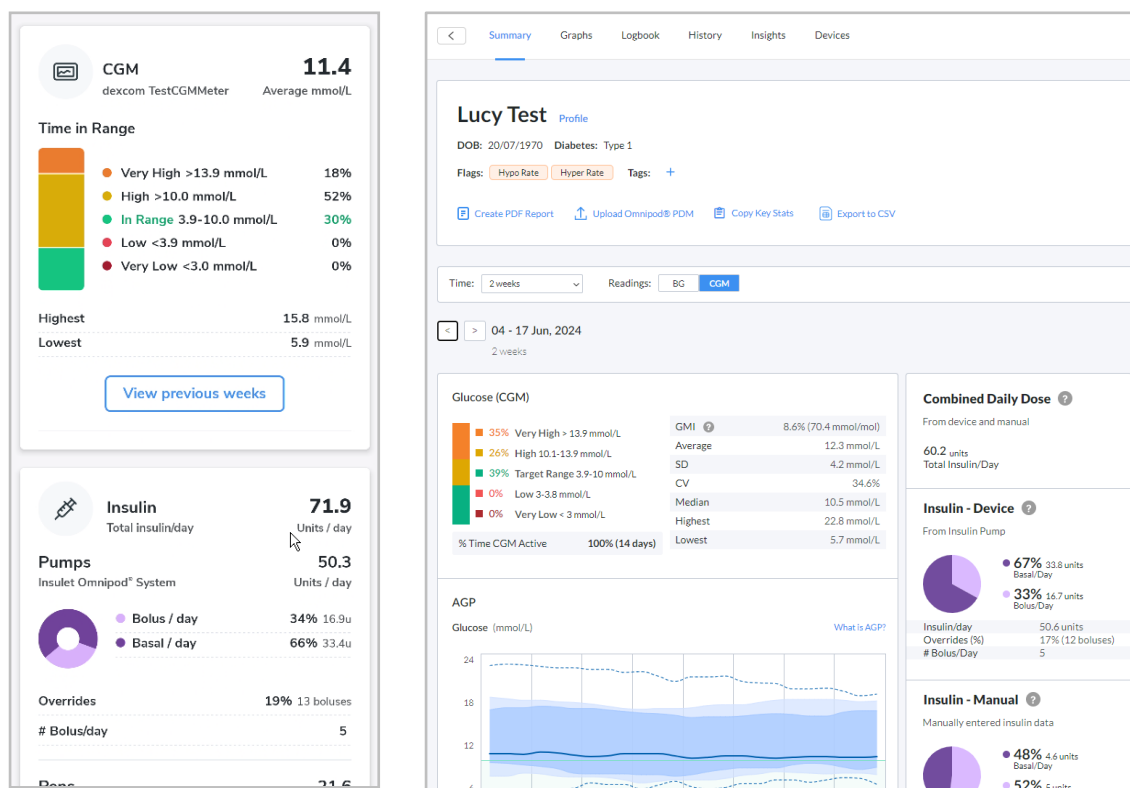 CGM 11.4
dexcom TestCGMMeter Average mmol/L
Time in Range
Very High >13.9 mmol/L 18%
High >10.0 mmol/L 52%
In Range 3.9-10.0 mmol/L 30%
Low <3.9 mmol/L 0%
Very Low <3.0 mmol/L 0%
Highest 15.8 mmol/L
Lowest 5.9 mmol/L
View previous weeks
Insulin 71.9
Total insulin/day Units / day
Pumps 50.3
Insulet Omnipod® System Units / day
Bolus / day 34% 16.9u
Basal / day 66% 33.4u
Overrides 19% 13 boluses
# Bolus/day 5
Pens 21.6
< Summary Graphs Logbook History Insights Devices
Lucy Test Profile
DOB: 20/07/1970 Diabetes: Type 1
Flags: Hypo Rate Hyper Rate Tags: +
Create PDF Report Upload Omnipod® PDM Copy Key Stats Export to CSV
Time: 2 weeks Readings: BG CGM
< > 04 - 17 Jun, 2024
2 weeks
Glucose (CGM)
35% Very High > 13.9 mmol/L
26% High 10.1-13.9 mmol/L
39% Target Range 3.9-10 mmol/L
0% Low 3-3.8 mmol/L
0% Very Low < 3 mmol/L
% Time CGM Active 100% (14 days)
GMI ? 8.6% (70.4 mmol/mol)
Average 12.3 mmol/L
SD 4.2 mmol/L
CV 34.6%
Median 10.5 mmol/L
Highest 22.8 mmol/L
Lowest 5.7 mmol/L
AGP
Glucose (mmol/L) What is AGP?
24
18
12
Combined Daily Dose ?
From device and manual
60.2 units
Total Insulin/Day
Insulin - Device ?
From Insulin Pump
67% 33.8 units
Basal/Day
33% 16.7 units
Bolus/Day
Insulin/day 50.6 units
Overrides (%) 17% (12 boluses)
# Bolus/Day 5
Insulin - Manual ?
Manually entered insulin data
48% 4.6 units
Basal/Day
52% 5 units